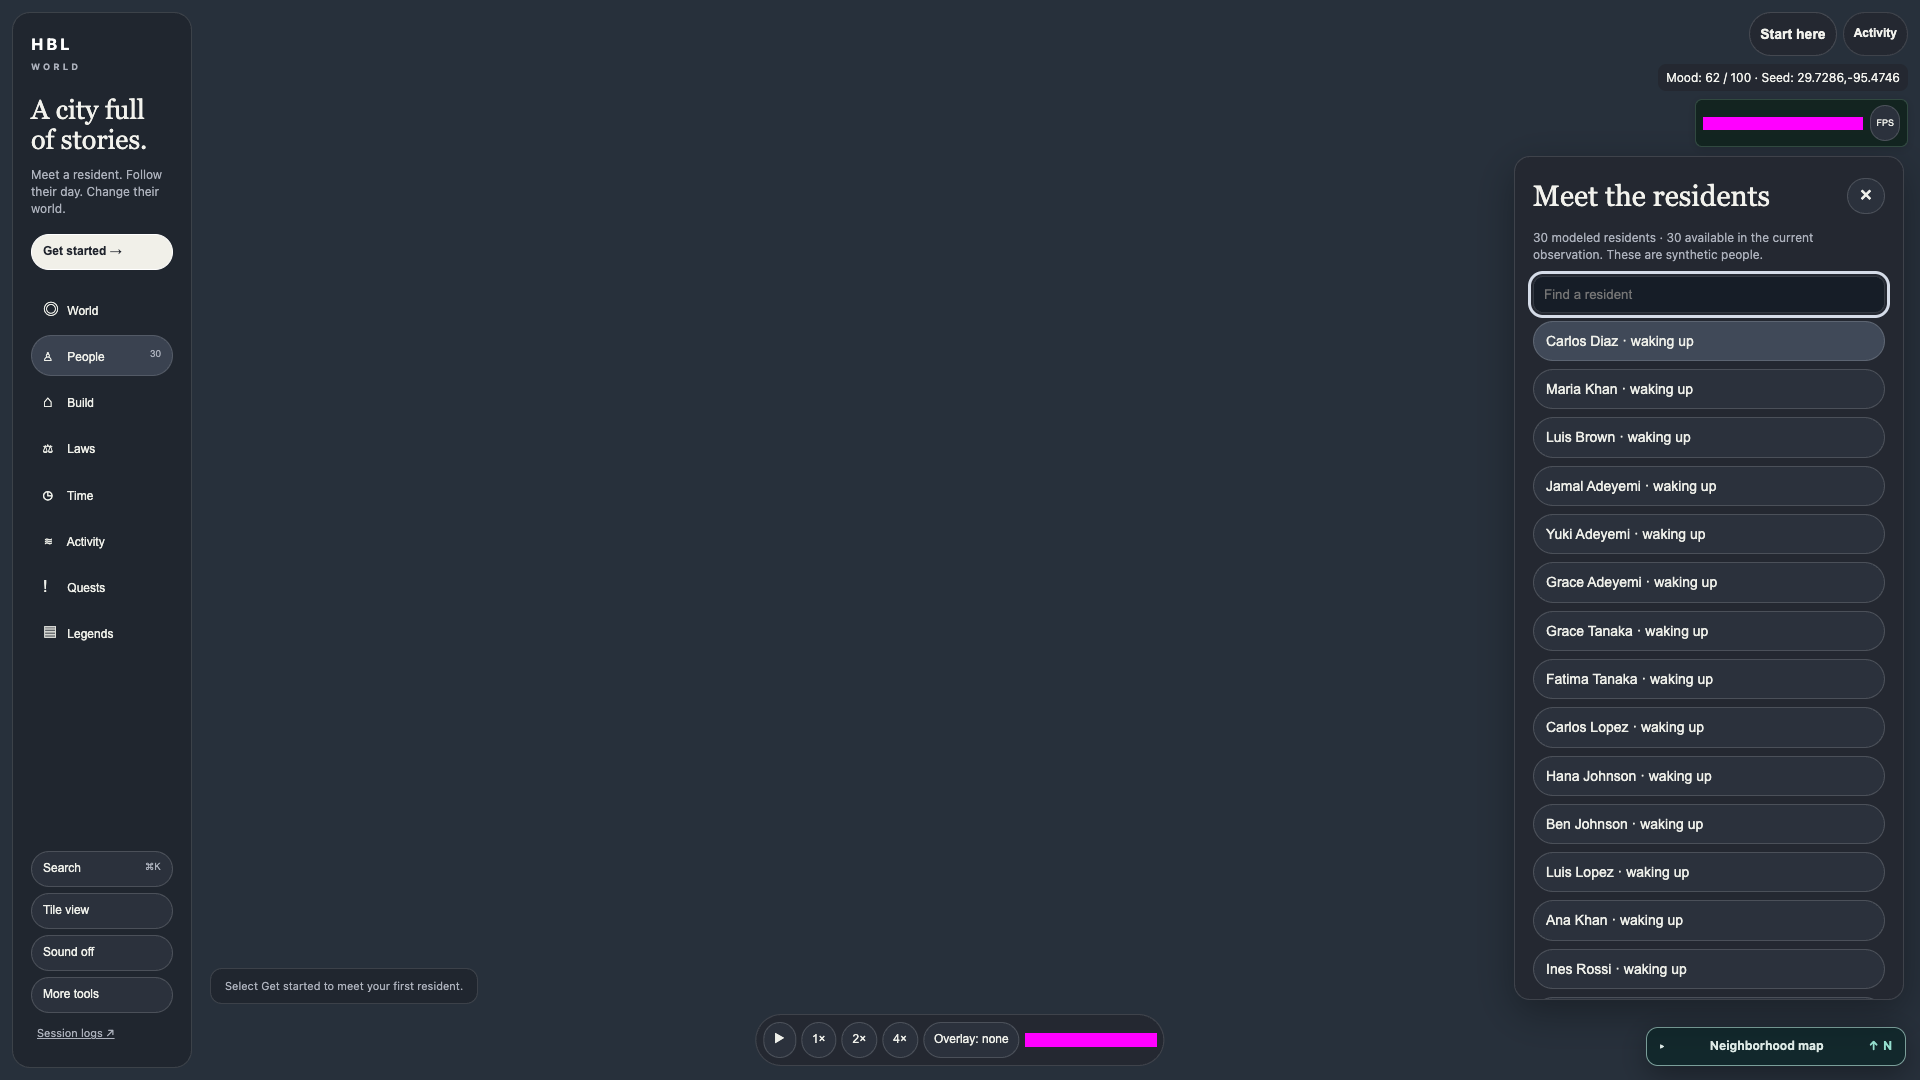 HBL
WORLD
A city full
of stories.
Meet a resident. Follow
their day. Change their
world.
Get started →
World
People 30
Build
Laws
Time
Activity
Quests
Legends
Search ⌘K
Tile view
Sound off
More tools
Session logs ↗
Select Get started to meet your first resident.
1×
2×
4×
Overlay: none
Start here
Activity
Mood: 62 / 100 · Seed: 29.7286,-95.4746
FPS
Meet the residents
×
30 modeled residents · 30 available in the current
observation. These are synthetic people.
Find a resident
Carlos Diaz · waking up
Maria Khan · waking up
Luis Brown · waking up
Jamal Adeyemi · waking up
Yuki Adeyemi · waking up
Grace Adeyemi · waking up
Grace Tanaka · waking up
Fatima Tanaka · waking up
Carlos Lopez · waking up
Hana Johnson · waking up
Ben Johnson · waking up
Luis Lopez · waking up
Ana Khan · waking up
Ines Rossi · waking up
Neighborhood map ↑ N